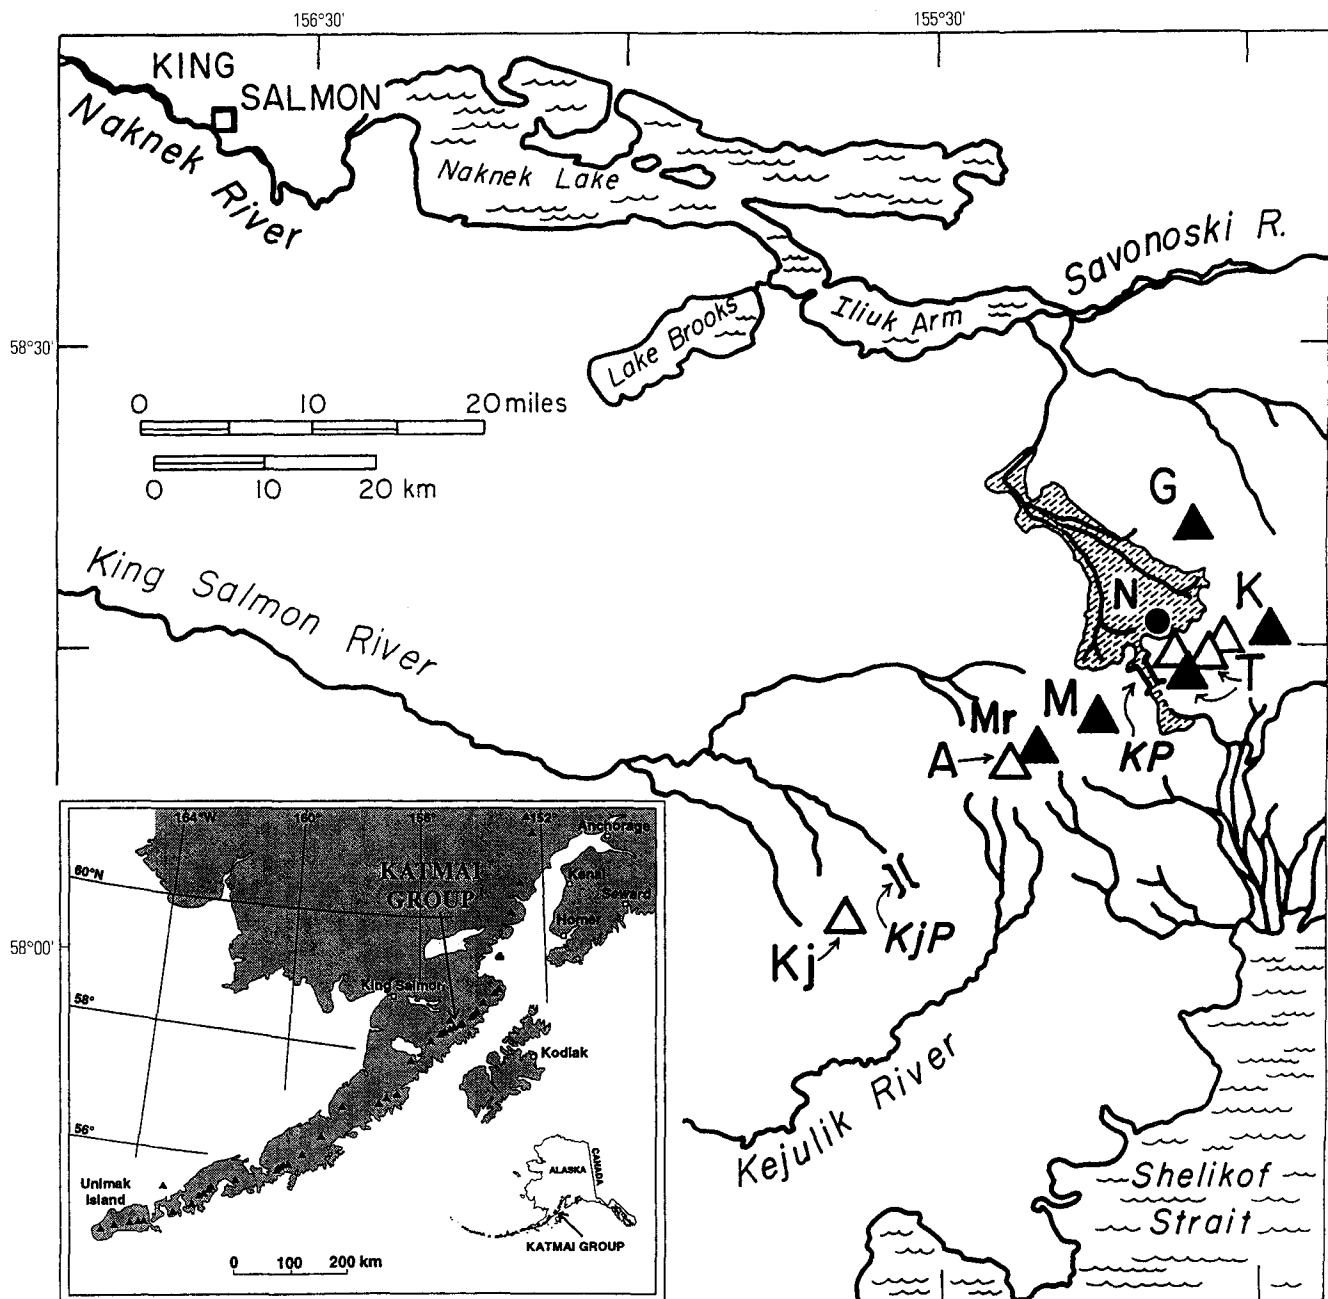 156°30'
155°30'
KING
SALMON
Naknek
River
Naknek Lake
Savonoski R.
Iliuk Arm
Lake Brooks
58°30'
0 10 20 miles
0 10 20 km
G
King Salmon River
N
K
T
M
Mr
KP
A
KjP
Kj
58°00'
Kejulik River
Shelikof
Strait
164°W
160°
156°
152°
Anchorage
60°N
KATMAI
GROUP
Kenai
Seward
Homer
King Salmon
58°
Kodiak
56°
Unimak
Island
ALASKA
CANADA
KATMAI GROUP
0 100 200 km